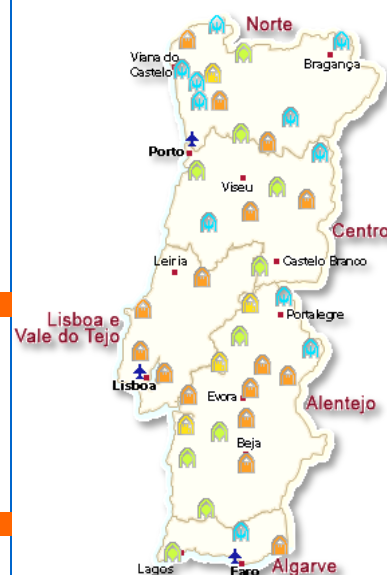 Norte
Viana do
Castelo
Bragança
Porto
Viseu
Centro
Leiria
Castelo Branco
Lisboa e
Vale do Tejo
Portalegre
Lisboa
Evora
Alentejo
Beja
Lagos
Faro
Algarve